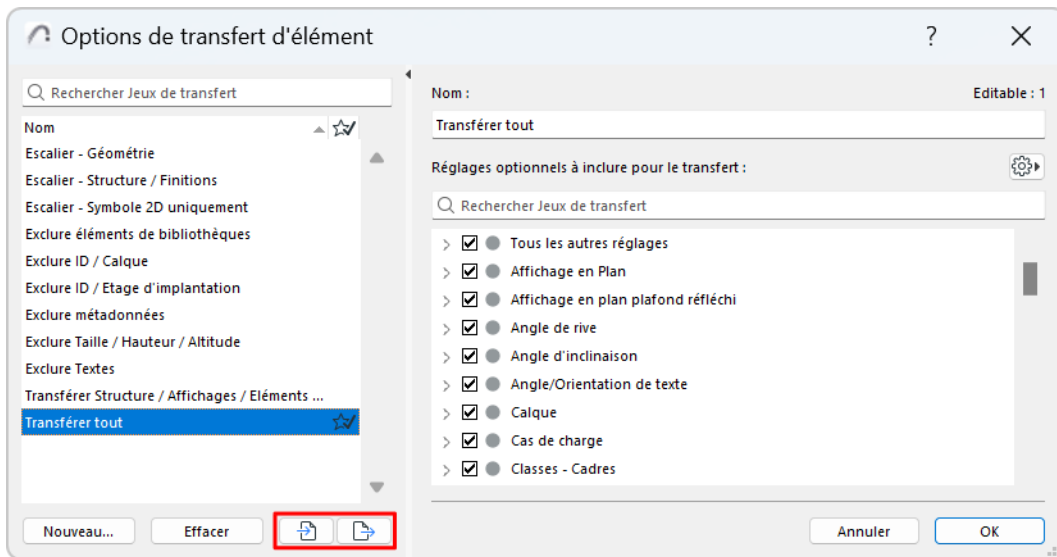 Options de transfert d'élément
?
Rechercher Jeux de transfert
Nom
Escalier - Géométrie
Escalier - Structure / Finitions
Escalier - Symbole 2D uniquement
Exclure éléments de bibliothèques
Exclure ID / Calque
Exclure ID / Etage d'implantation
Exclure métadonnées
Exclure Taille / Hauteur / Altitude
Exclure Textes
Transférer Structure / Affichages / Eléments ...
Transférer tout
Nouveau...
Effacer
Nom :
Editable : 1
Transférer tout
Réglages optionnels à inclure pour le transfert :
Rechercher Jeux de transfert
Tous les autres réglages
Affichage en Plan
Affichage en plan plafond réfléchi
Angle de rive
Angle d'inclinaison
Angle/Orientation de texte
Calque
Cas de charge
Classes - Cadres
Annuler
OK